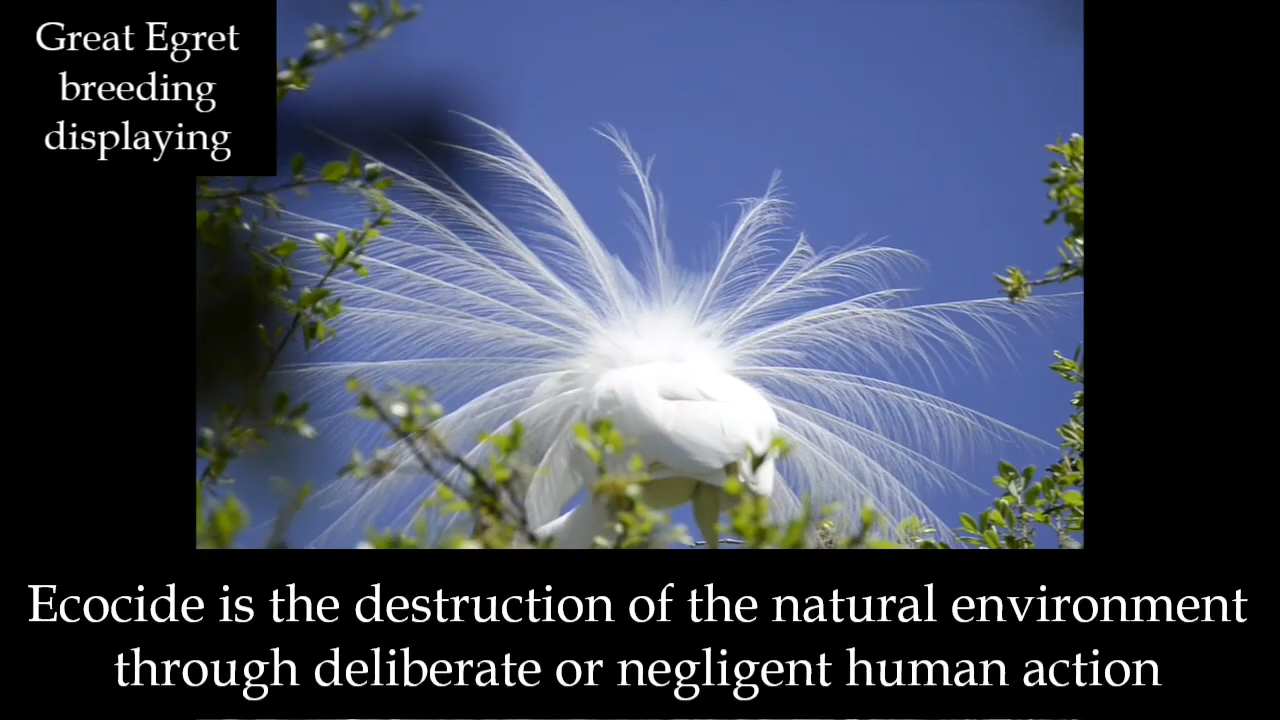 Great Egret
breeding
displaying
Ecocide is the destruction of the natural environment
through deliberate or negligent human action